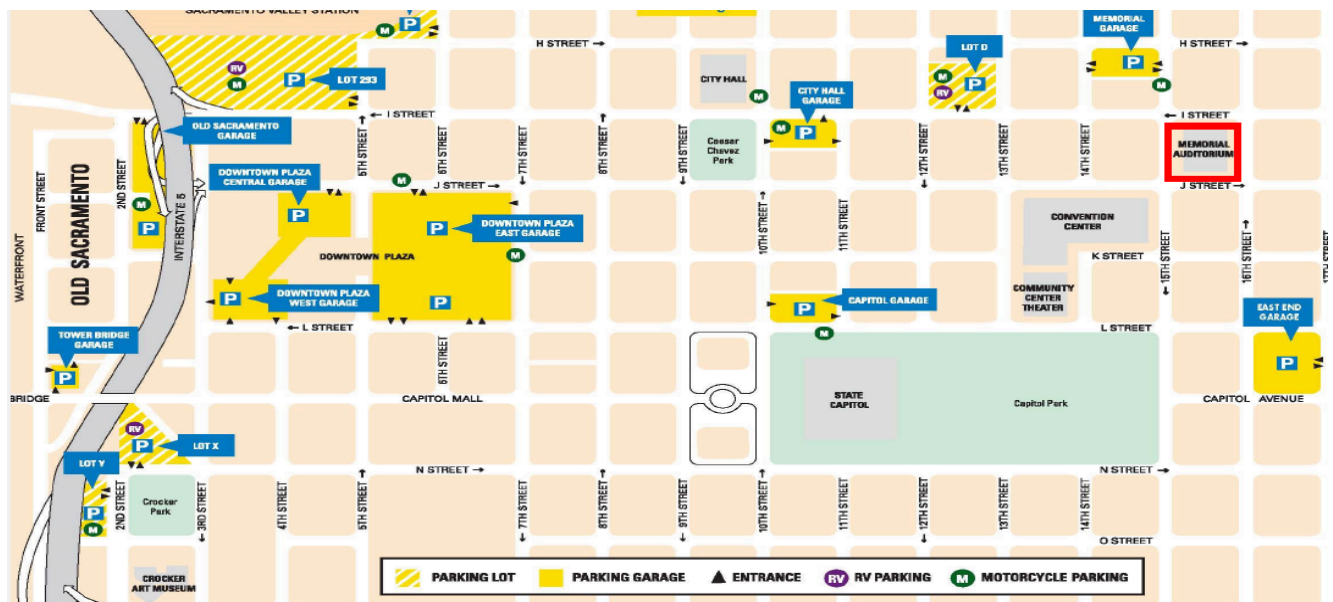 SACRAMENTO VALLEY STATION
MEMORIAL
GARAGE
P
M
H STREET →
LOT D
H STREET →
RV
M
P
LOT 293
CITY HALL
M
CITY HALL
GARAGE
M
RV
P
P
M
M
P
← I STREET
← I STREET
OLD SACRAMENTO
GARAGE
Caesar
Chavez
Park
MEMORIAL
AUDITORIUM
FRONT STREET
2ND STREET
5TH STREET
6TH STREET
7TH STREET
8TH STREET
9TH STREET
12TH STREET
13TH STREET
14TH STREET
DOWNTOWN PLAZA
CENTRAL GARAGE
M
J STREET →
J STREET →
M
P
P
P
DOWNTOWN PLAZA
EAST GARAGE
CONVENTION
CENTER
WATERFRONT
OLD SACRAMENTO
INTERSTATE 5
DOWNTOWN PLAZA
M
10TH STREET
11TH STREET
K STREET
15TH STREET
16TH STREET
17TH STREET
P
DOWNTOWN PLAZA
WEST GARAGE
P
P
CAPITOL GARAGE
COMMUNITY
CENTER
THEATER
EAST END
GARAGE
← L STREET
M
L STREET
TOWER BRIDGE
GARAGE
P
6TH STREET
P
BRIDGE
CAPITOL MALL
STATE
CAPITOL
Capitol Park
CAPITOL AVENUE
RV
P
LOT X
LOT Y
N STREET →
N STREET →
P
M
2ND STREET
Crocker
Park
3RD STREET
4TH STREET
5TH STREET
7TH STREET
8TH STREET
9TH STREET
10TH STREET
11TH STREET
12TH STREET
13TH STREET
14TH STREET
O STREET
CROCKER
ART MUSEUM
PARKING LOT
PARKING GARAGE
ENTRANCE
RV RV PARKING
M MOTORCYCLE PARKING